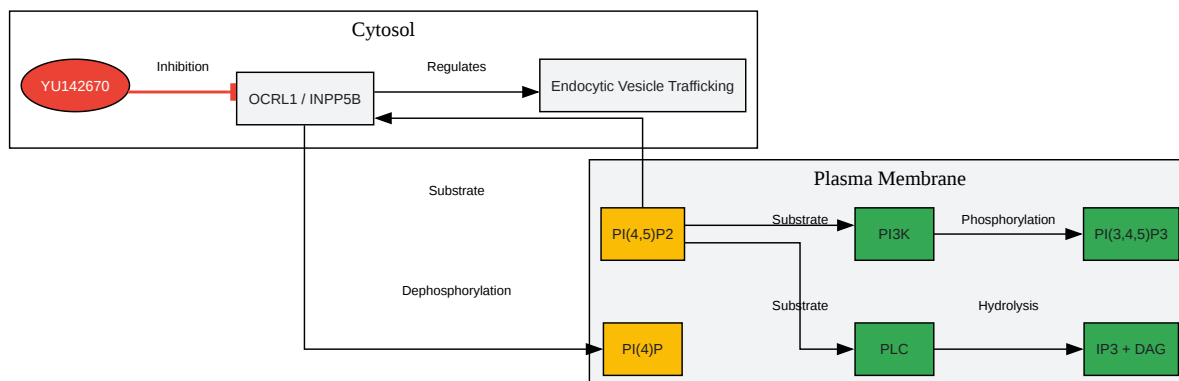 Cytosol
YU142670
Inhibition
OCRL1 / INPP5B
Regulates
Endocytic Vesicle Trafficking
Plasma Membrane
Substrate
PI(4,5)P2
Substrate
PI3K
Phosphorylation
PI(3,4,5)P3
Dephosphorylation
PI(4)P
Substrate
PLC
Hydrolysis
IP3 + DAG